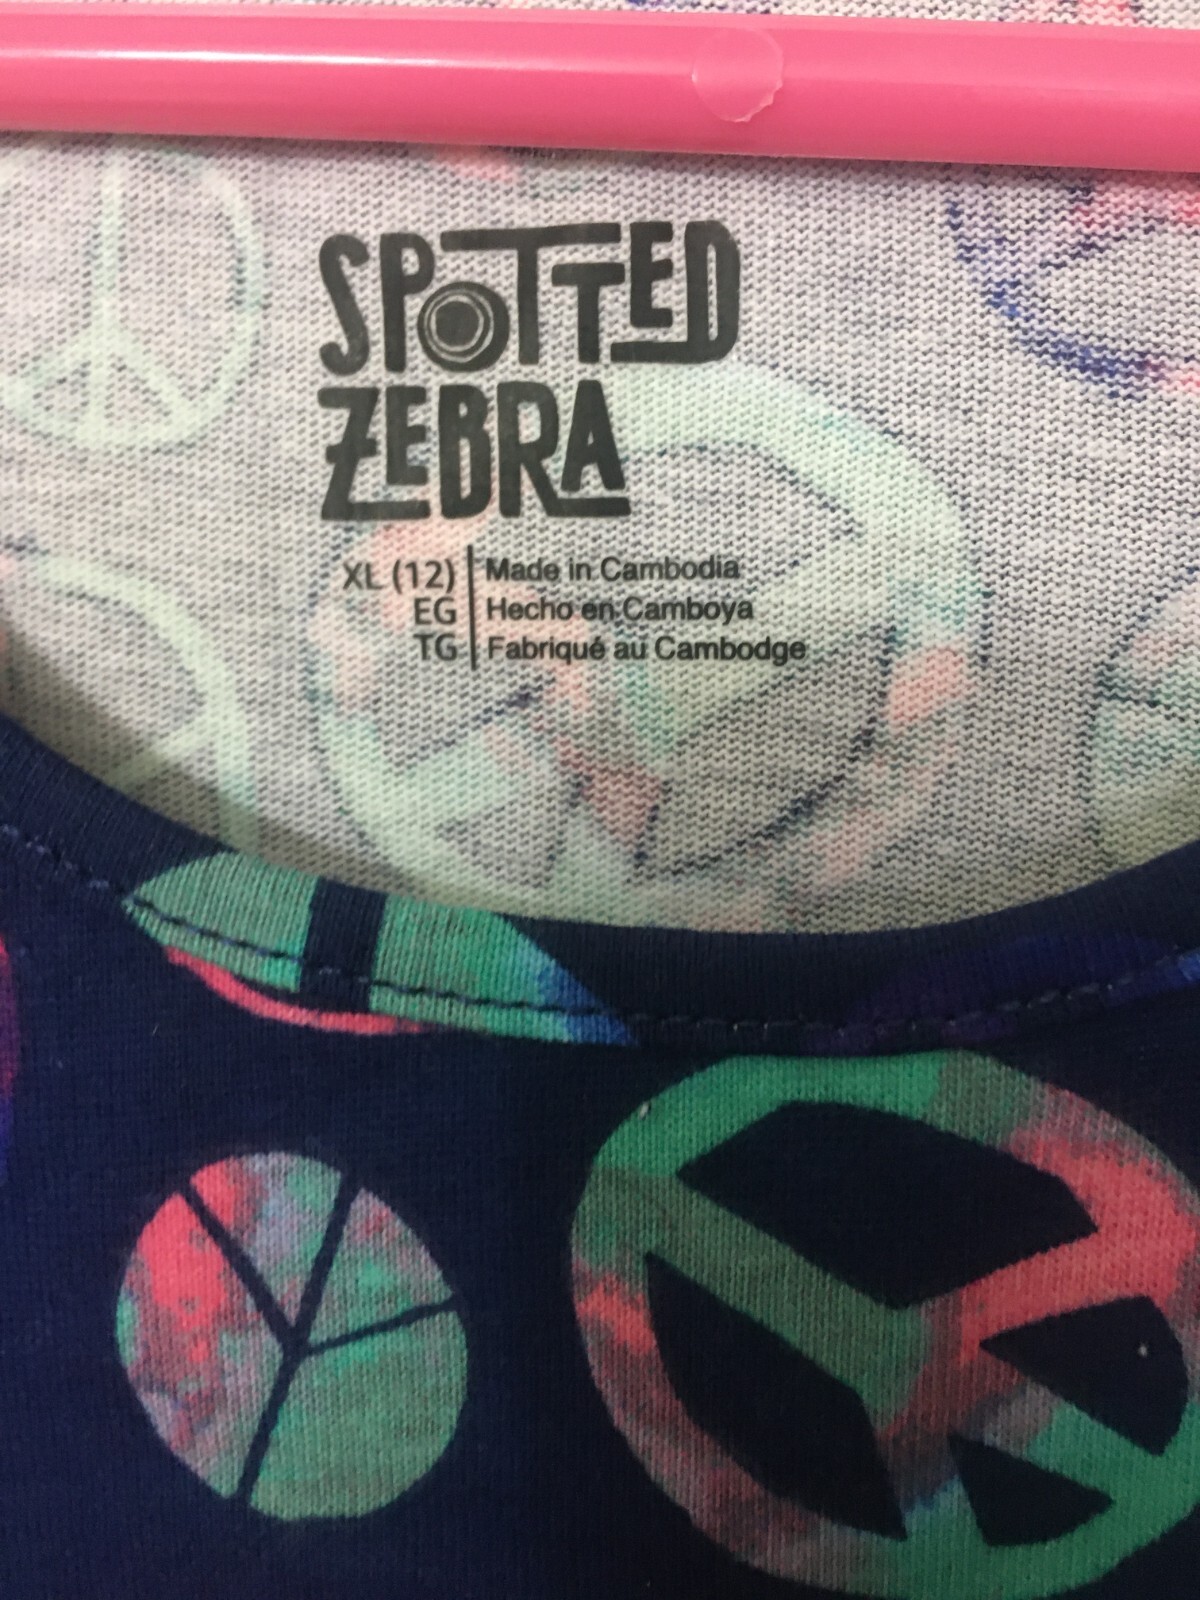 SPOTTED
ZEBRA
XL (12) Made in Cambodia
EG Hecho en Camboya
TG Fabriqué au Cambodge